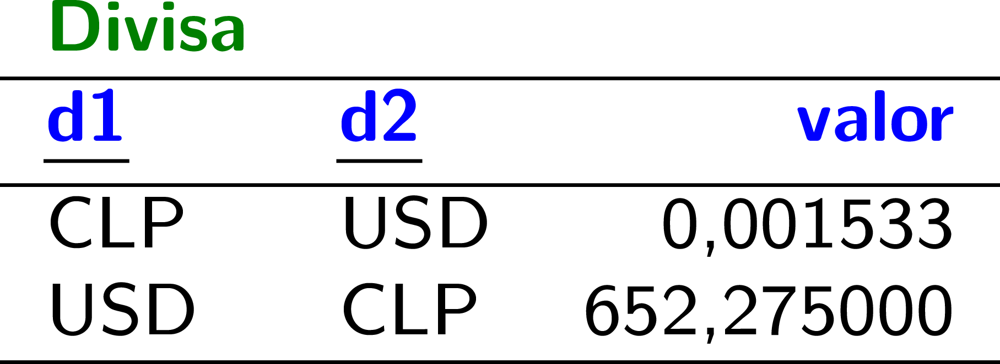 Divisa
d1 d2 valor
CLP USD 0,001533
USD CLP 652,275000